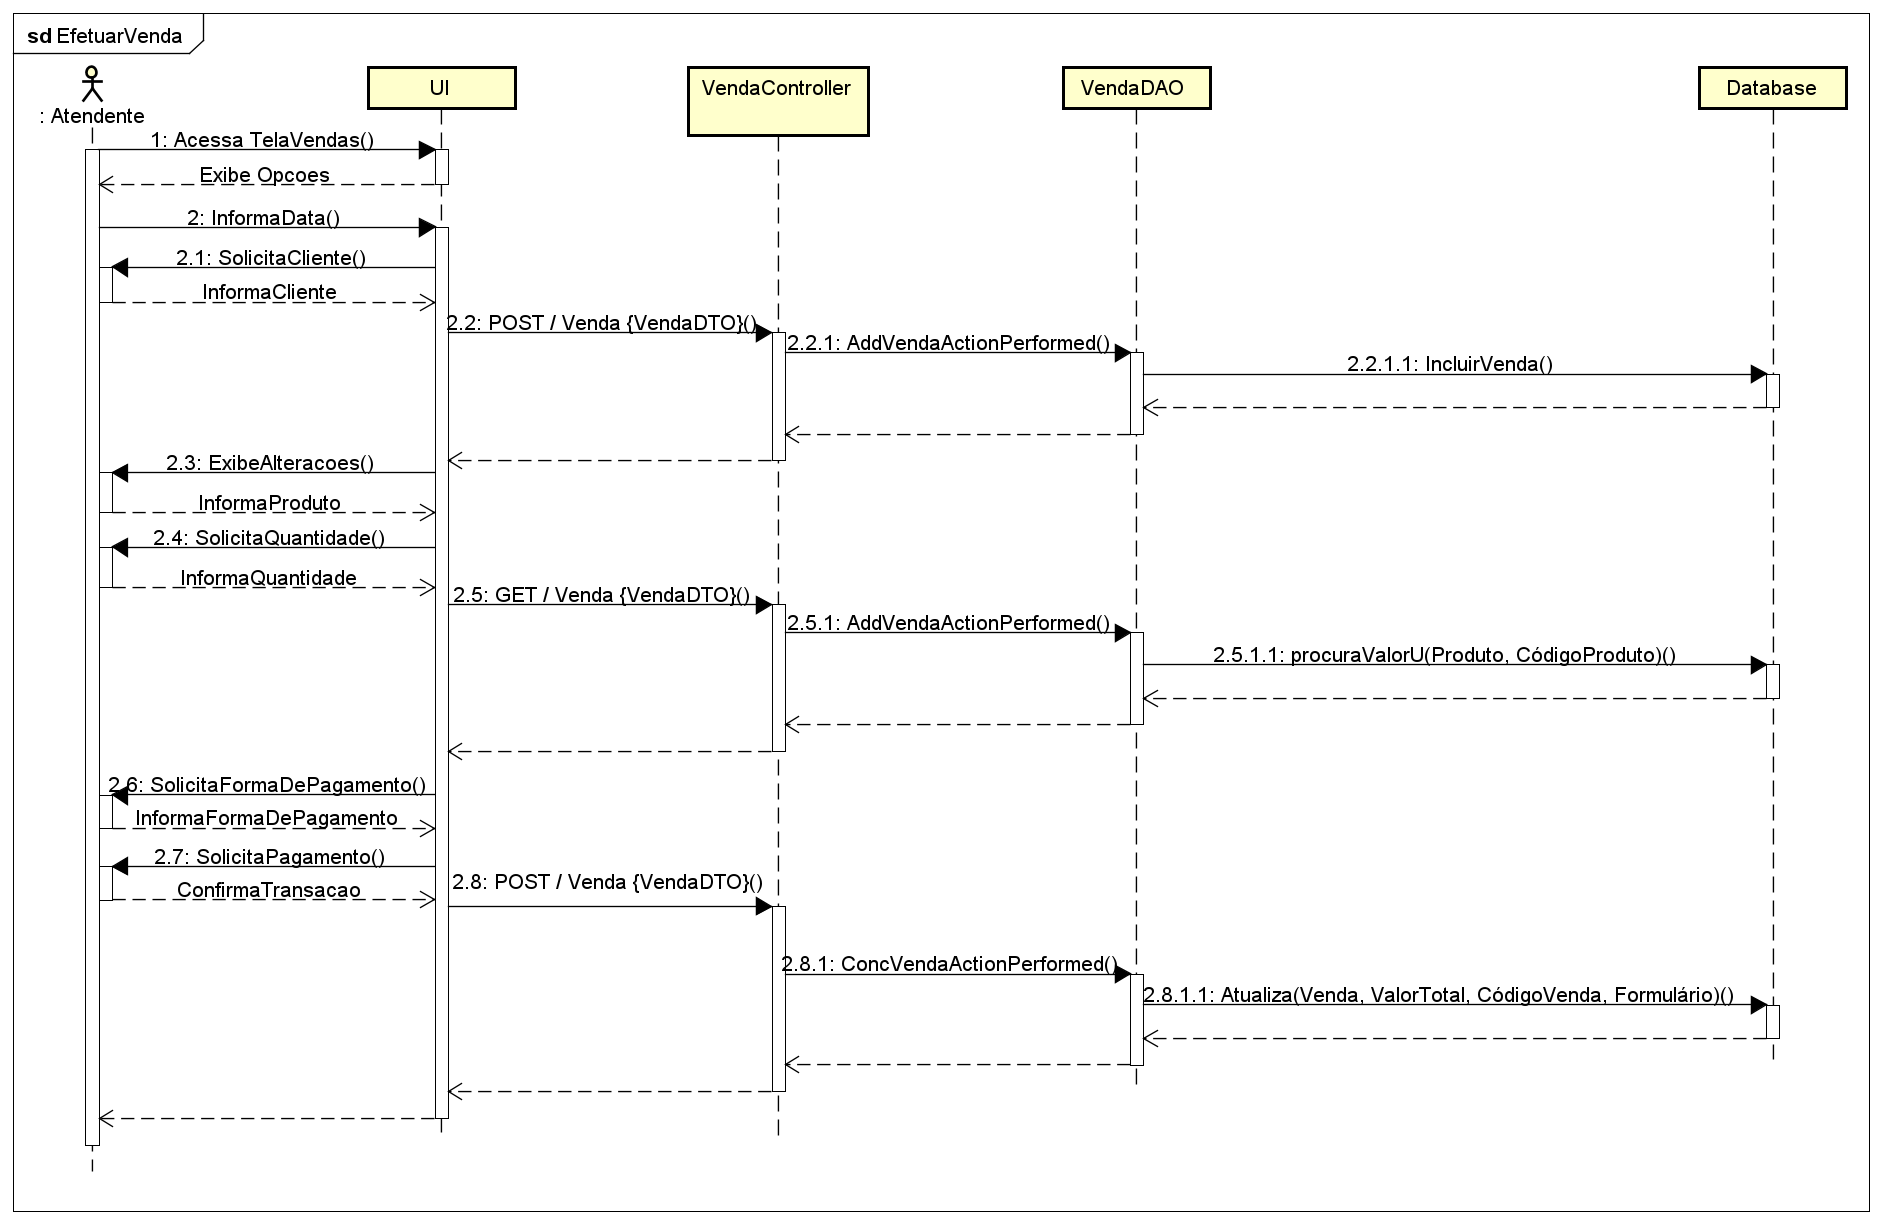 sd EfetuarVenda
: Atendente
UI
VendaController
VendaDAO
Database
1: Acessa TelaVendas()
Exibe Opcoes
2: InformaData()
2.1: SolicitaCliente()
InformaCliente
2.2: POST / Venda {VendaDTO}()
2.2.1: AddVendaActionPerformed()
2.2.1.1: IncluirVenda()
2.3: ExibeAlteracoes()
InformaProduto
2.4: SolicitaQuantidade()
InformaQuantidade
2.5: GET / Venda {VendaDTO}()
2.5.1: AddVendaActionPerformed()
2.5.1.1: procuraValorU(Produto, CódigoProduto)()
2.6: SolicitaFormaDePagamento()
InformaFormaDePagamento
2.7: SolicitaPagamento()
ConfirmaTransacao
2.8: POST / Venda {VendaDTO}()
2.8.1: ConcVendaActionPerformed()
2.8.1.1: Atualiza(Venda, ValorTotal, CódigoVenda, Formulário)()